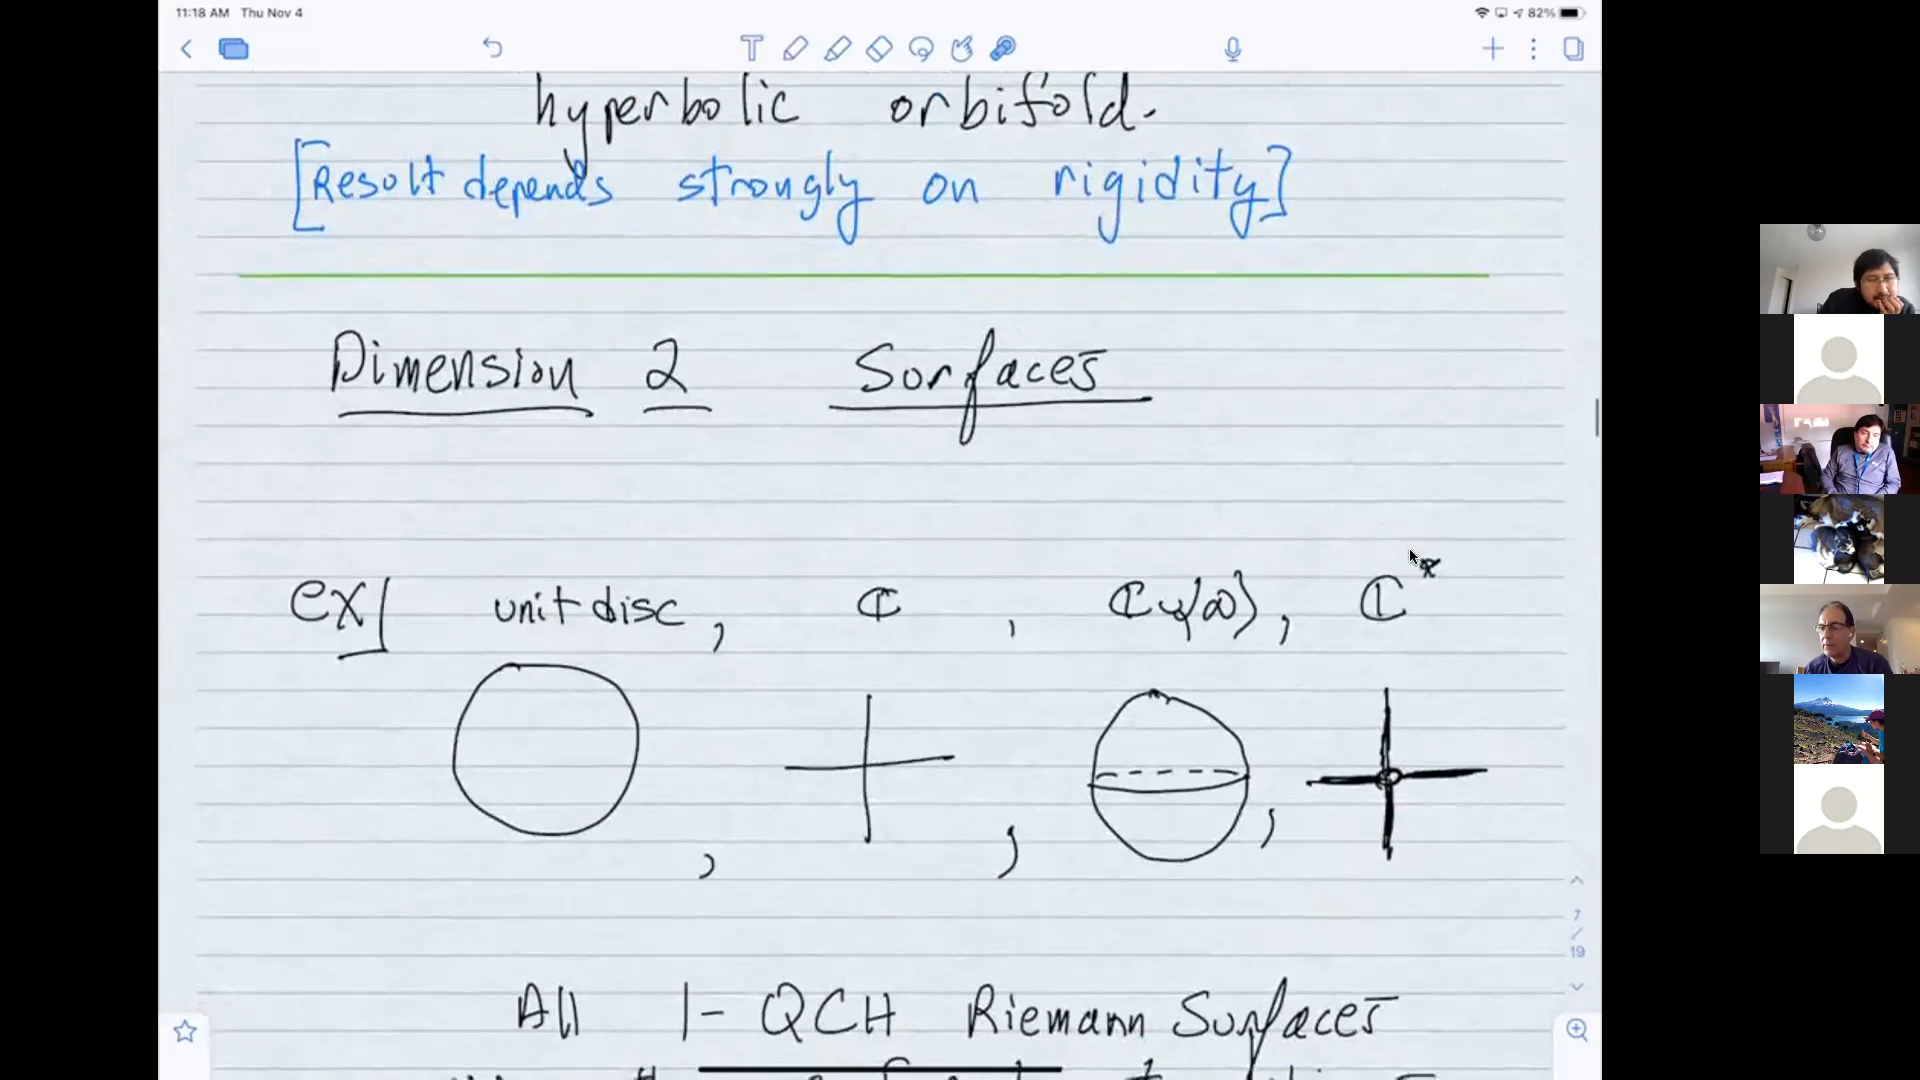 11:18 AM Thu Nov 4 82%
T
hyperbolic orbifold.
[Result depends strongly on rigidity]
Dimension 2 Surfaces
ex] unit disc, ℂ, ℂ∪{∞}, ℂ*
, , ,
7
/
19
All 1-QCH Riemann Surfaces